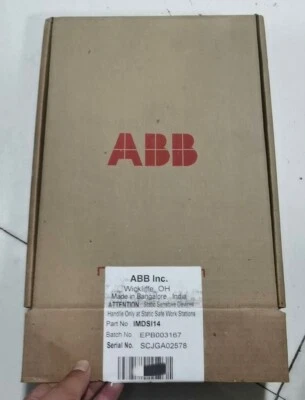 ABB
ABB Inc.
Wickliffe, OH
Made in Bangalore, India
ATTENTION: Static Sensitive Devices
Handle Only at Static Safe Work Stations
Part No IMDSI14
Batch No EPB003167
Serial No. SCJGA02578